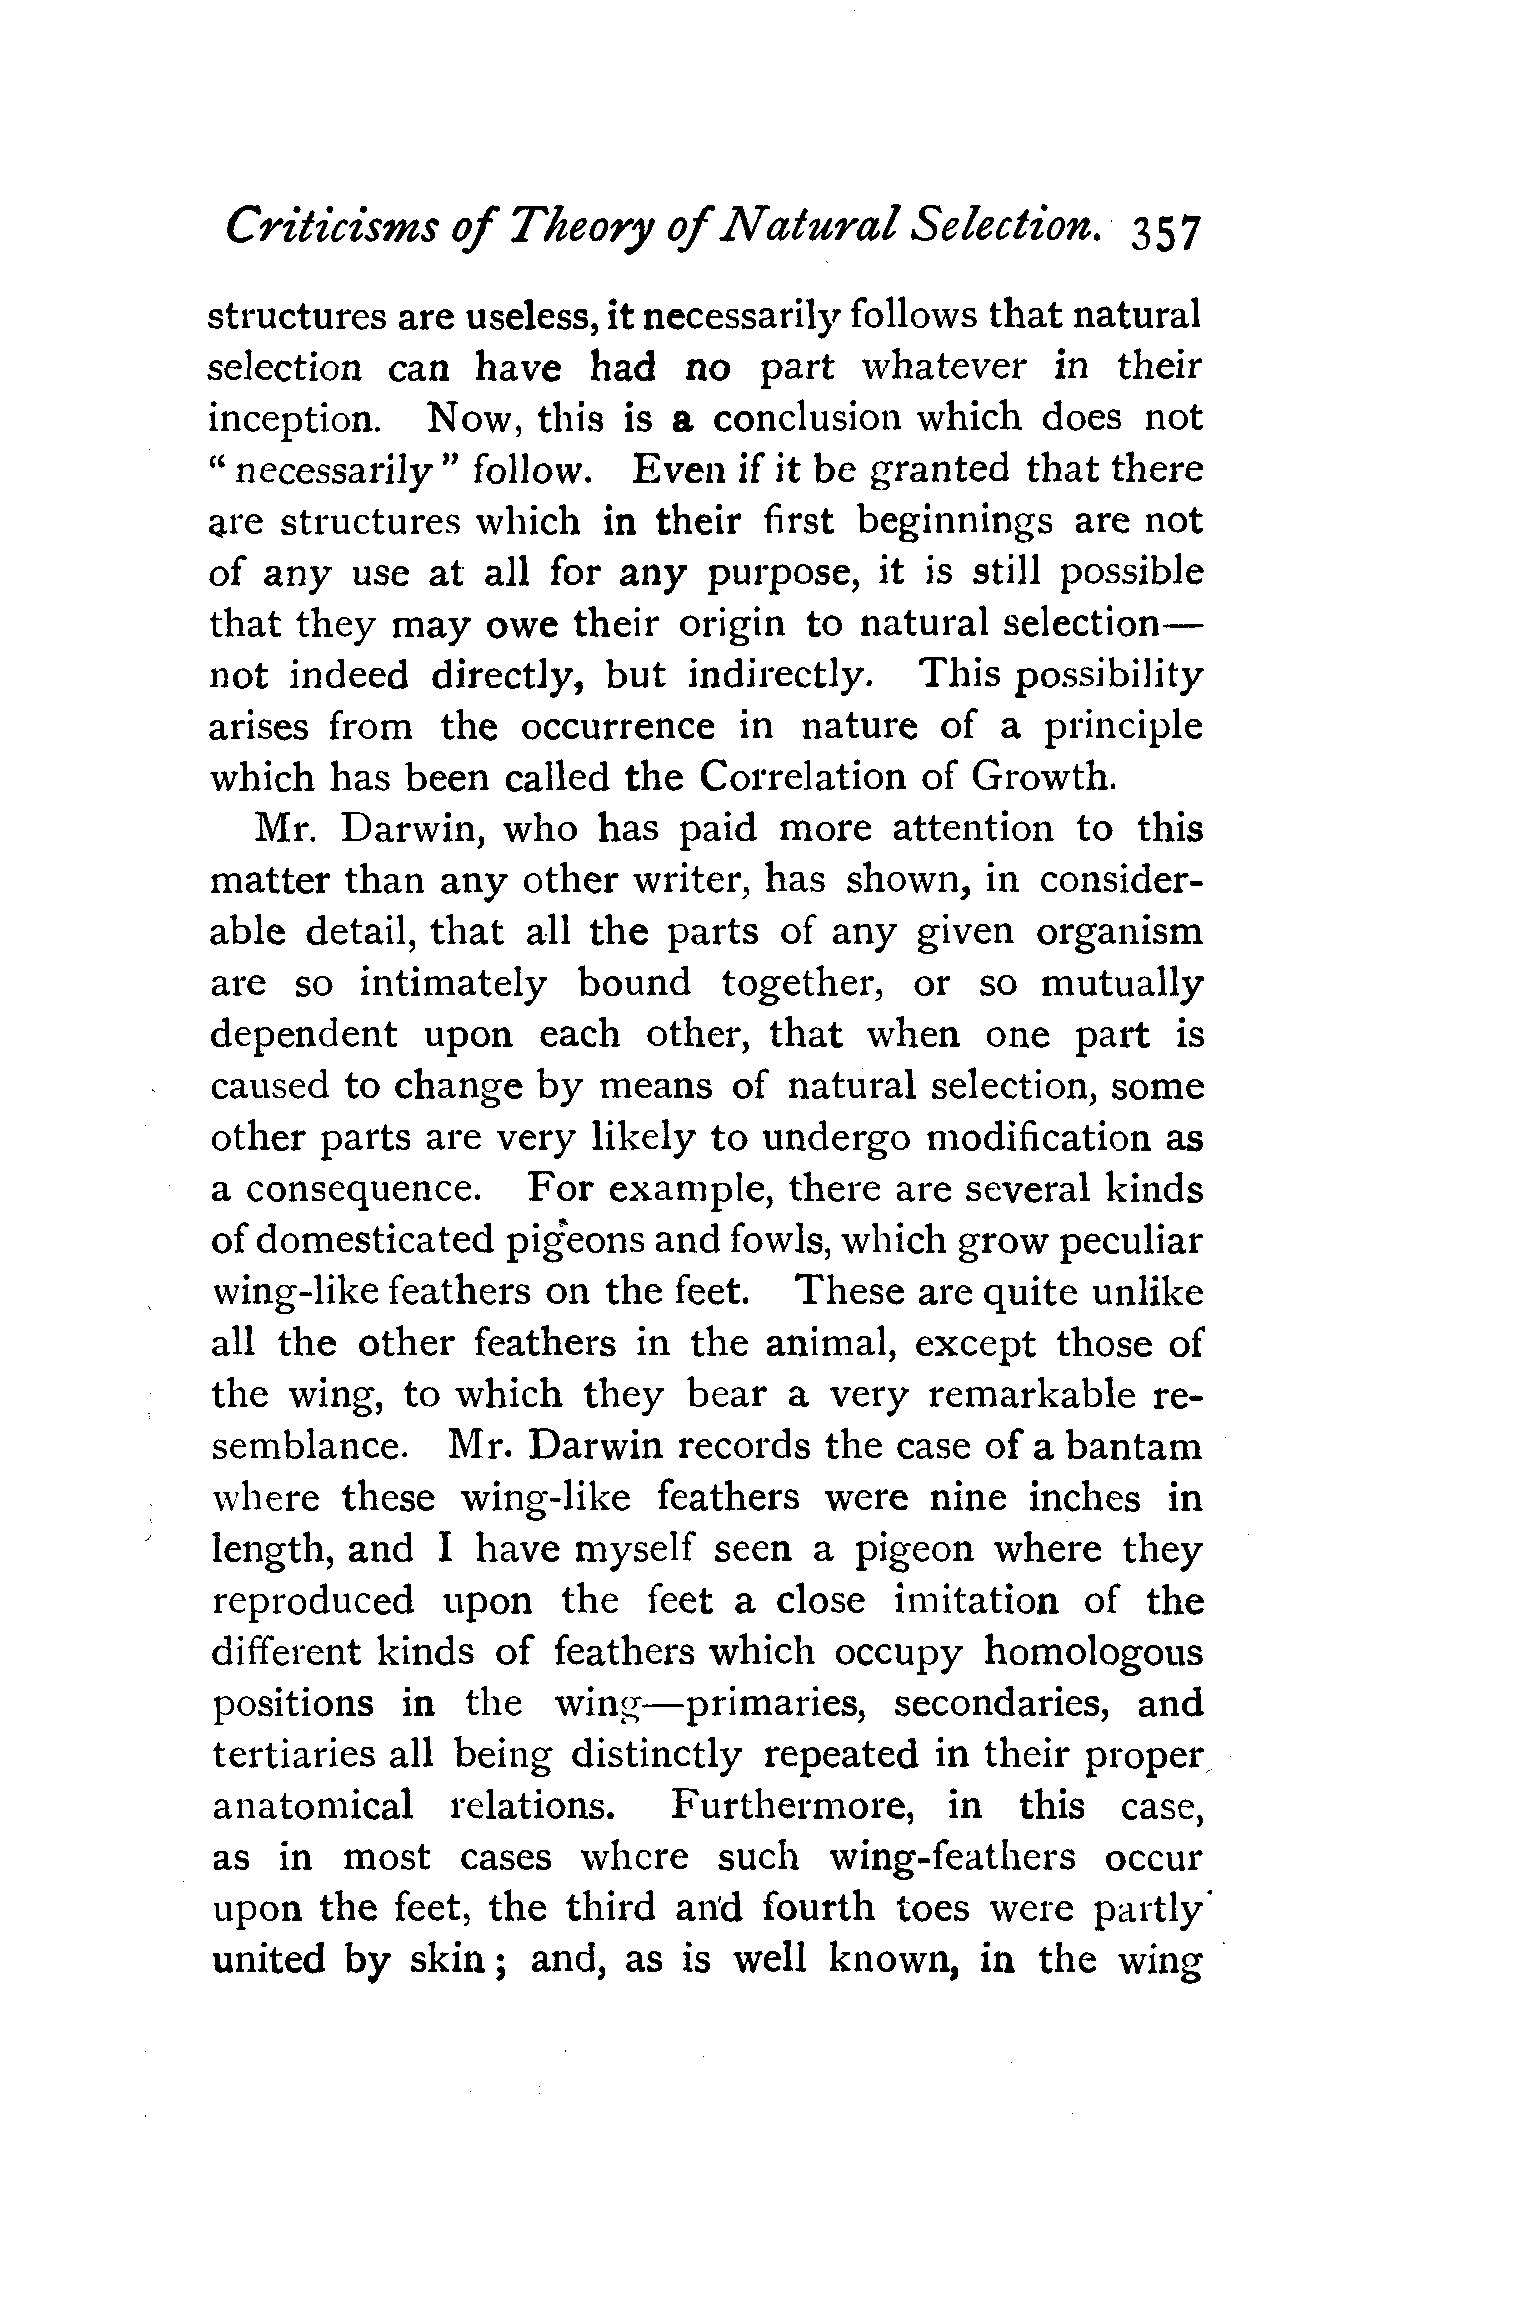 Criticisms of Theory of Natural Selection. 357
structures are useless, it necessarily follows that natural
selection can have had no part whatever in their
inception. Now, this is a conclusion which does not
“ necessarily ” follow. Even if it be granted that there
are structures which in their first beginnings are not
of any use at all for any purpose, it is still possible
that they may owe their origin to natural selection—
not indeed directly, but indirectly. This possibility
arises from the occurrence in nature of a principle
which has been called the Correlation of Growth.
Mr. Darwin, who has paid more attention to this
matter than any other writer, has shown, in consider-
able detail, that all the parts of any given organism
are so intimately bound together, or so mutually
dependent upon each other, that when one part is
caused to change by means of natural selection, some
other parts are very likely to undergo modification as
a consequence. For example, there are several kinds
of domesticated pigeons and fowls, which grow peculiar
wing-like feathers on the feet. These are quite unlike
all the other feathers in the animal, except those of
the wing, to which they bear a very remarkable re-
semblance. Mr. Darwin records the case of a bantam
where these wing-like feathers were nine inches in
length, and I have myself seen a pigeon where they
reproduced upon the feet a close imitation of the
different kinds of feathers which occupy homologous
positions in the wing—primaries, secondaries, and
tertiaries all being distinctly repeated in their proper
anatomical relations. Furthermore, in this case,
as in most cases where such wing-feathers occur
upon the feet, the third and fourth toes were partly
united by skin ; and, as is well known, in the wing